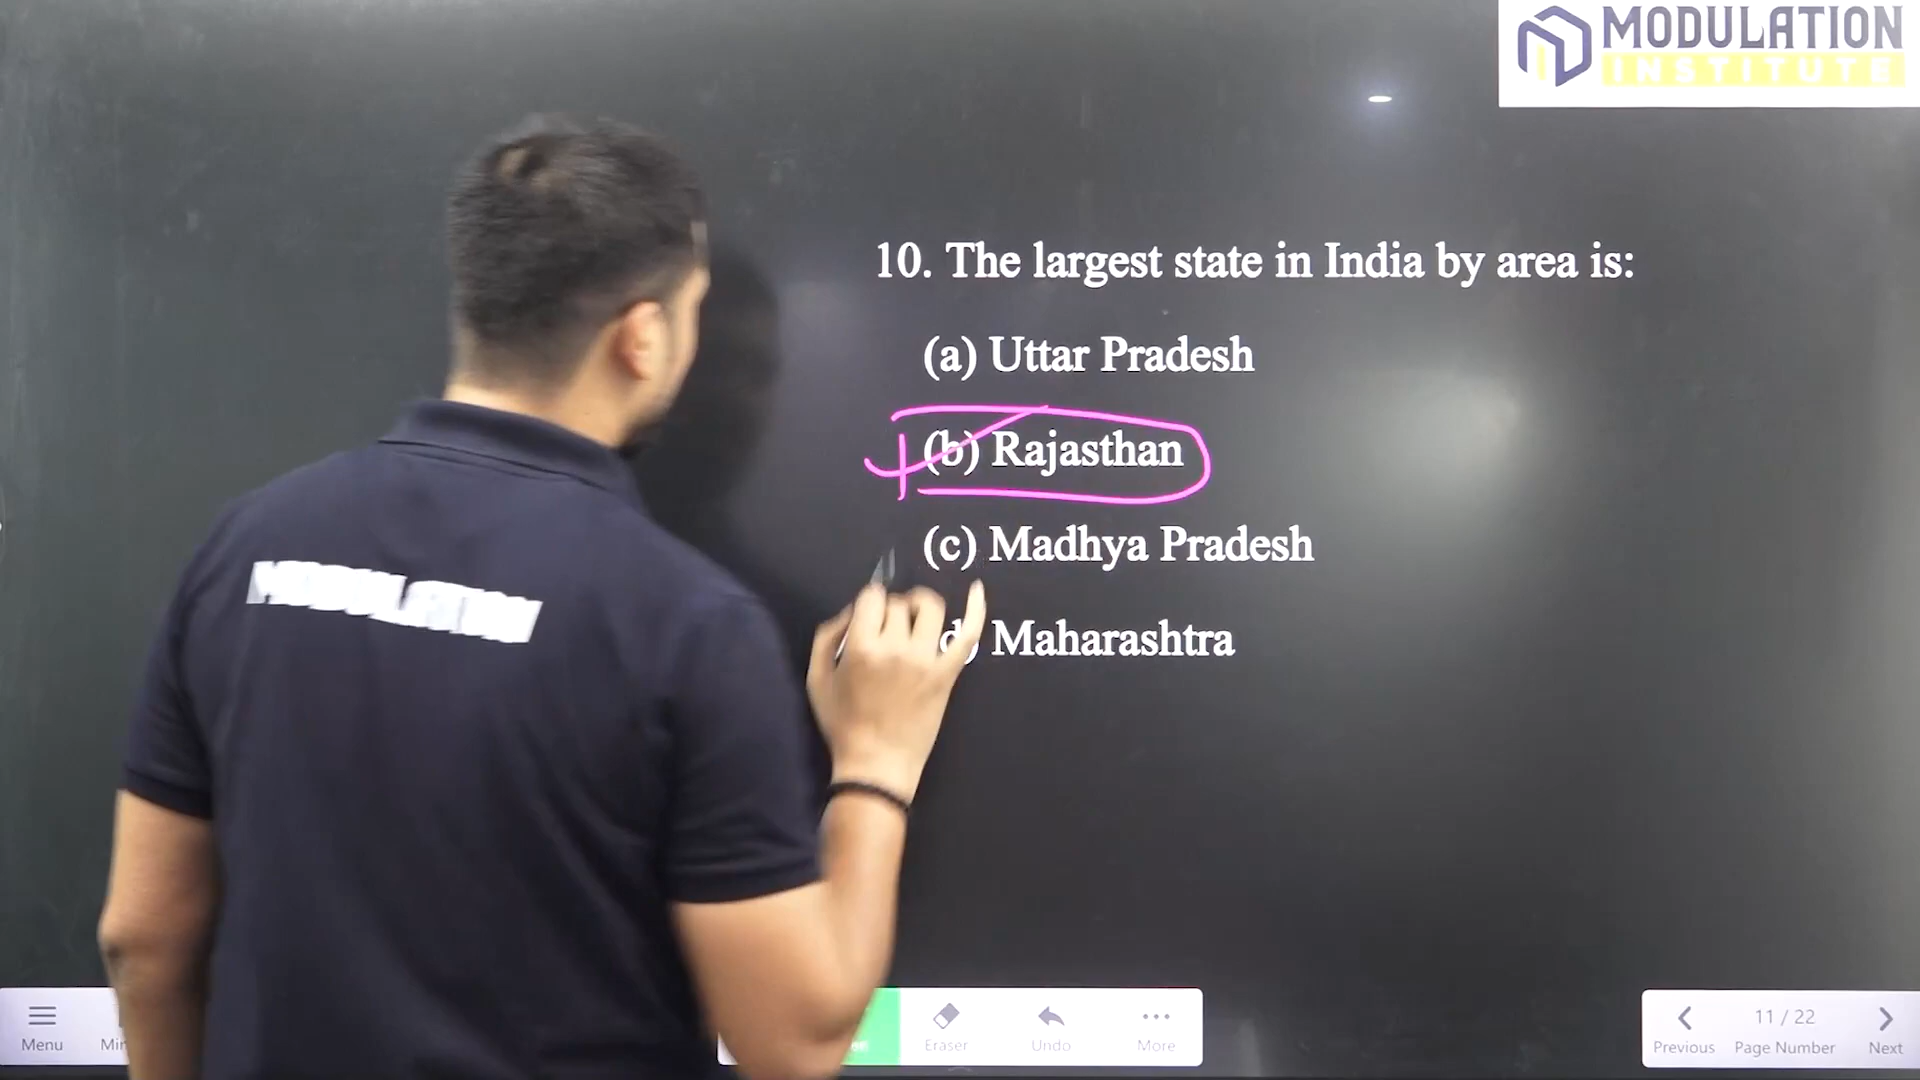 MODULATION
INSTITUTE
10. The largest state in India by area is:
(a) Uttar Pradesh
(b) Rajasthan
(c) Madhya Pradesh
d) Maharashtra
MODULATION
Menu
Eraser
Undo
More
11 / 22
Previous
Page Number
Next